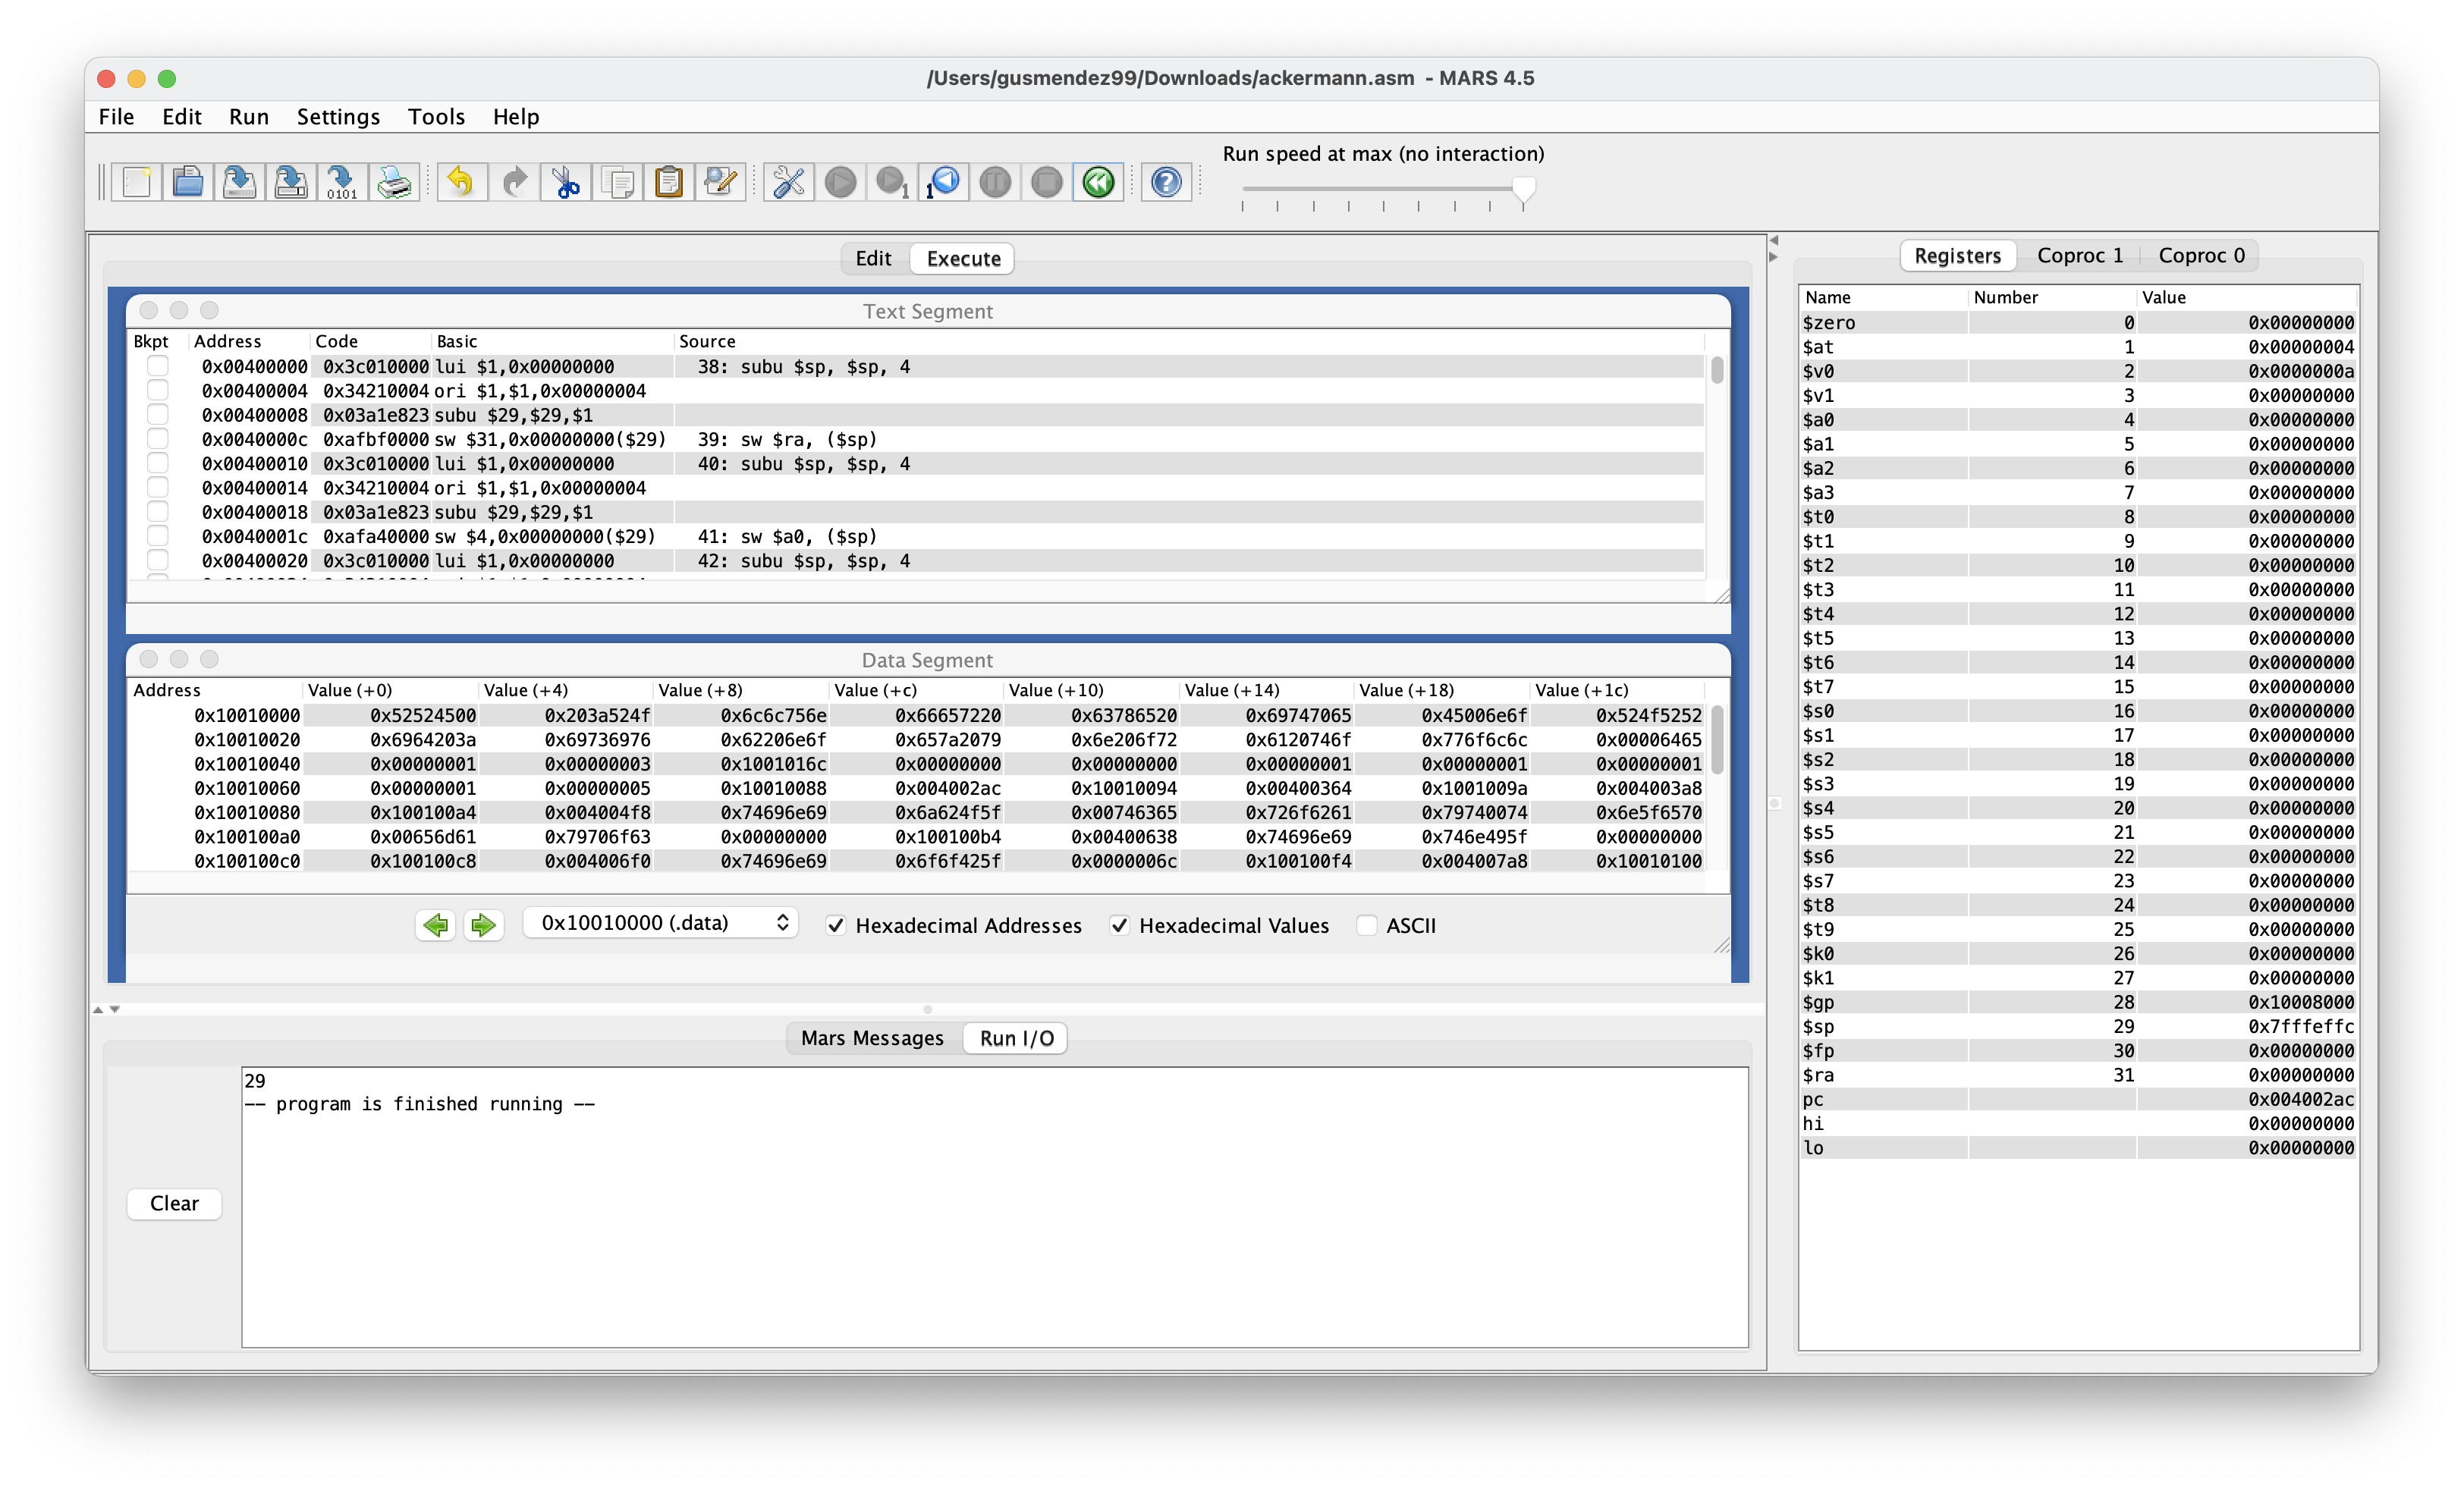 /Users/gusmendez99/Downloads/ackermann.asm - MARS 4.5
File Edit Run Settings Tools Help
Run speed at max (no interaction)
0101
1
1
Edit Execute
Text Segment
Bkpt Address Code Basic Source
0x00400000 0x3c010000 lui $1,0x00000000 38: subu $sp, $sp, 4
0x00400004 0x34210004 ori $1,$1,0x00000004
0x00400008 0x03a1e823 subu $29,$29,$1
0x0040000c 0xafbf0000 sw $31,0x00000000($29) 39: sw $ra, ($sp)
0x00400010 0x3c010000 lui $1,0x00000000 40: subu $sp, $sp, 4
0x00400014 0x34210004 ori $1,$1,0x00000004
0x00400018 0x03a1e823 subu $29,$29,$1
0x0040001c 0xafa40000 sw $4,0x00000000($29) 41: sw $a0, ($sp)
0x00400020 0x3c010000 lui $1,0x00000000 42: subu $sp, $sp, 4
Data Segment
Address Value (+0) Value (+4) Value (+8) Value (+c) Value (+10) Value (+14) Value (+18) Value (+1c)
0x10010000 0x52524500 0x203a524f 0x6c6c756e 0x66657220 0x63786520 0x69747065 0x45006e6f 0x524f5252
0x10010020 0x6964203a 0x69736976 0x62206e6f 0x657a2079 0x6e206f72 0x6120746f 0x776f6c6c 0x00006465
0x10010040 0x00000001 0x00000003 0x1001016c 0x00000000 0x00000000 0x00000001 0x00000001 0x00000001
0x10010060 0x00000001 0x00000005 0x10010088 0x004002ac 0x10010094 0x00400364 0x1001009a 0x004003a8
0x10010080 0x100100a4 0x004004f8 0x74696e69 0x6a624f5f 0x00746365 0x726f6261 0x79740074 0x6e5f6570
0x100100a0 0x00656d61 0x79706f63 0x00000000 0x100100b4 0x00400638 0x74696e69 0x746e495f 0x00000000
0x100100c0 0x100100c8 0x004006f0 0x74696e69 0x6f6f425f 0x0000006c 0x100100f4 0x004007a8 0x10010100
0x10010000 (.data) Hexadecimal Addresses Hexadecimal Values ASCII
Mars Messages Run I/O
29
-- program is finished running --
Clear
Registers Coproc 1 Coproc 0
Name Number Value
$zero 0 0x00000000
$at 1 0x00000004
$v0 2 0x0000000a
$v1 3 0x00000000
$a0 4 0x00000000
$a1 5 0x00000000
$a2 6 0x00000000
$a3 7 0x00000000
$t0 8 0x00000000
$t1 9 0x00000000
$t2 10 0x00000000
$t3 11 0x00000000
$t4 12 0x00000000
$t5 13 0x00000000
$t6 14 0x00000000
$t7 15 0x00000000
$s0 16 0x00000000
$s1 17 0x00000000
$s2 18 0x00000000
$s3 19 0x00000000
$s4 20 0x00000000
$s5 21 0x00000000
$s6 22 0x00000000
$s7 23 0x00000000
$t8 24 0x00000000
$t9 25 0x00000000
$k0 26 0x00000000
$k1 27 0x00000000
$gp 28 0x10008000
$sp 29 0x7fffeffc
$fp 30 0x00000000
$ra 31 0x00000000
pc 0x004002ac
hi 0x00000000
lo 0x00000000